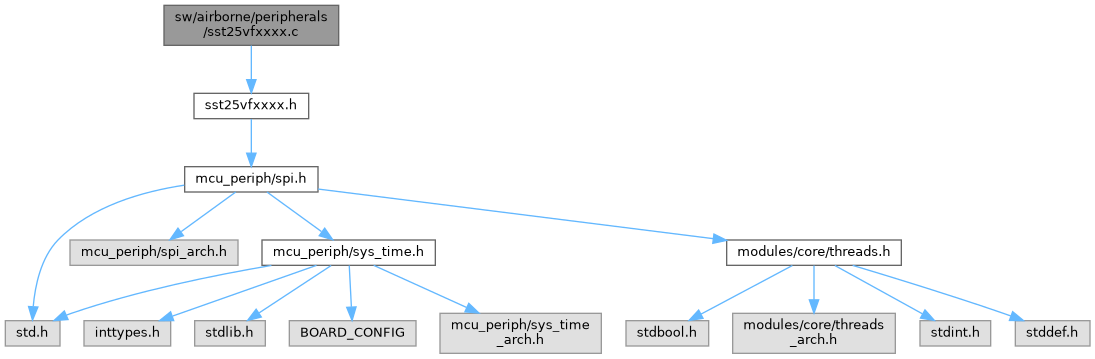 sw/airborne/peripherals
/sst25vfxxxx.c
sst25vfxxxx.h
mcu_periph/spi.h
mcu_periph/spi_arch.h
mcu_periph/sys_time.h
modules/core/threads.h
std.h
inttypes.h
stdlib.h
BOARD_CONFIG
mcu_periph/sys_time
_arch.h
stdbool.h
modules/core/threads
_arch.h
stdint.h
stddef.h